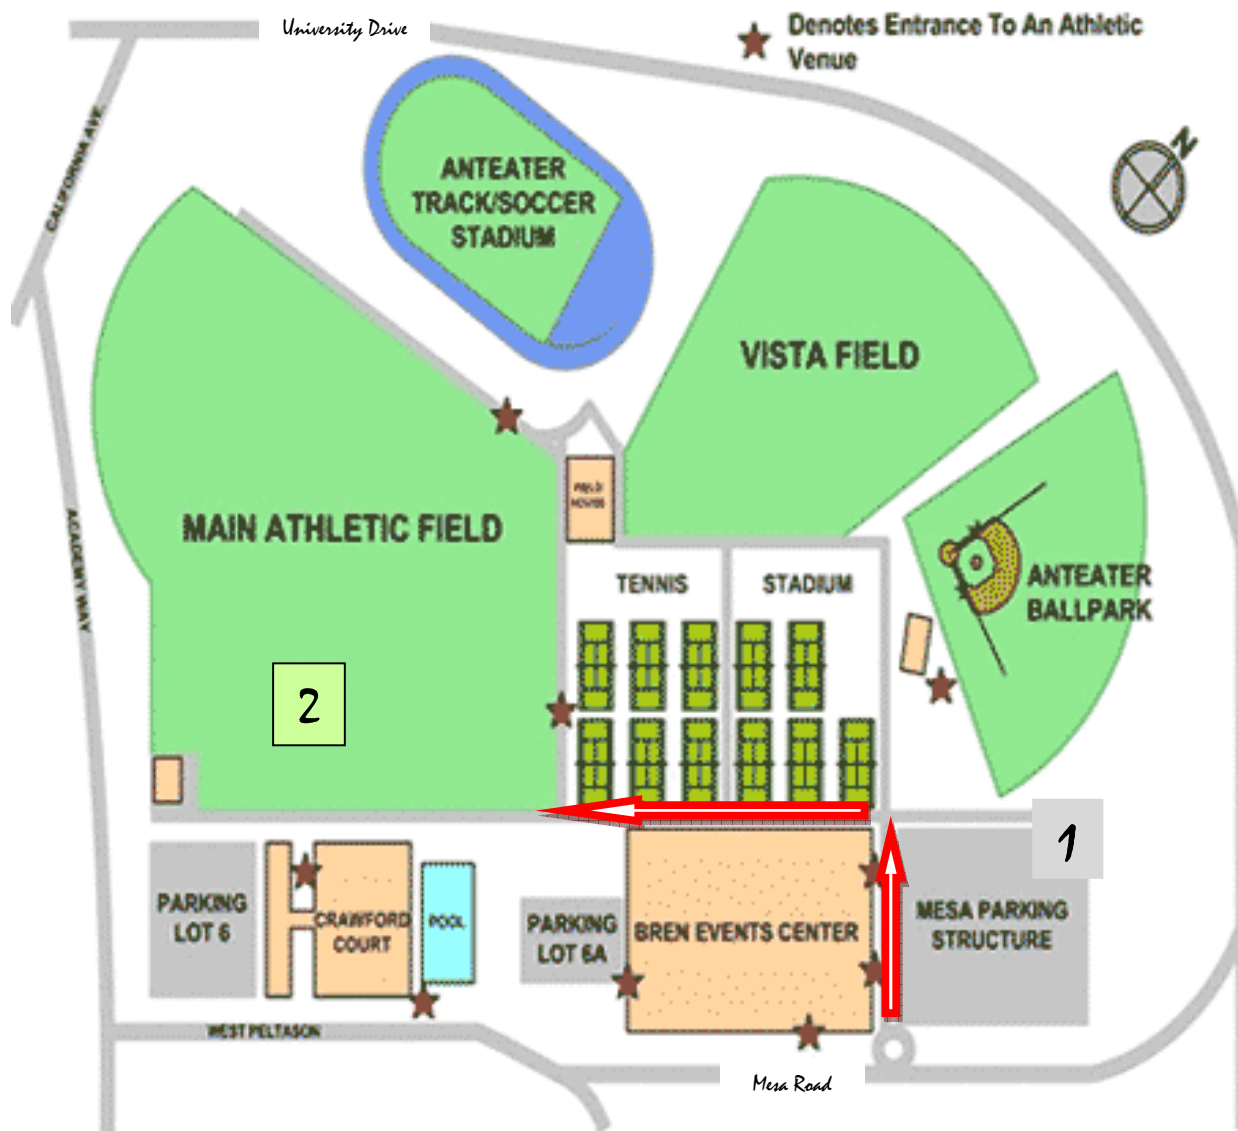 University Drive
Denotes Entrance To An Athletic
Venue
N
CALIFORNIA AVE.
ANTEATER
TRACK/SOCCER
STADIUM
VISTA FIELD
FIELD
HOUSE
MAIN ATHLETIC FIELD
ACADEMY WAY
TENNIS
STADIUM
ANTEATER
BALLPARK
2
1
PARKING
LOT 6
CRAWFORD
COURT
POOL
PARKING
LOT 6A
BREN EVENTS CENTER
MESA PARKING
STRUCTURE
WEST PELTASON
Mesa Road